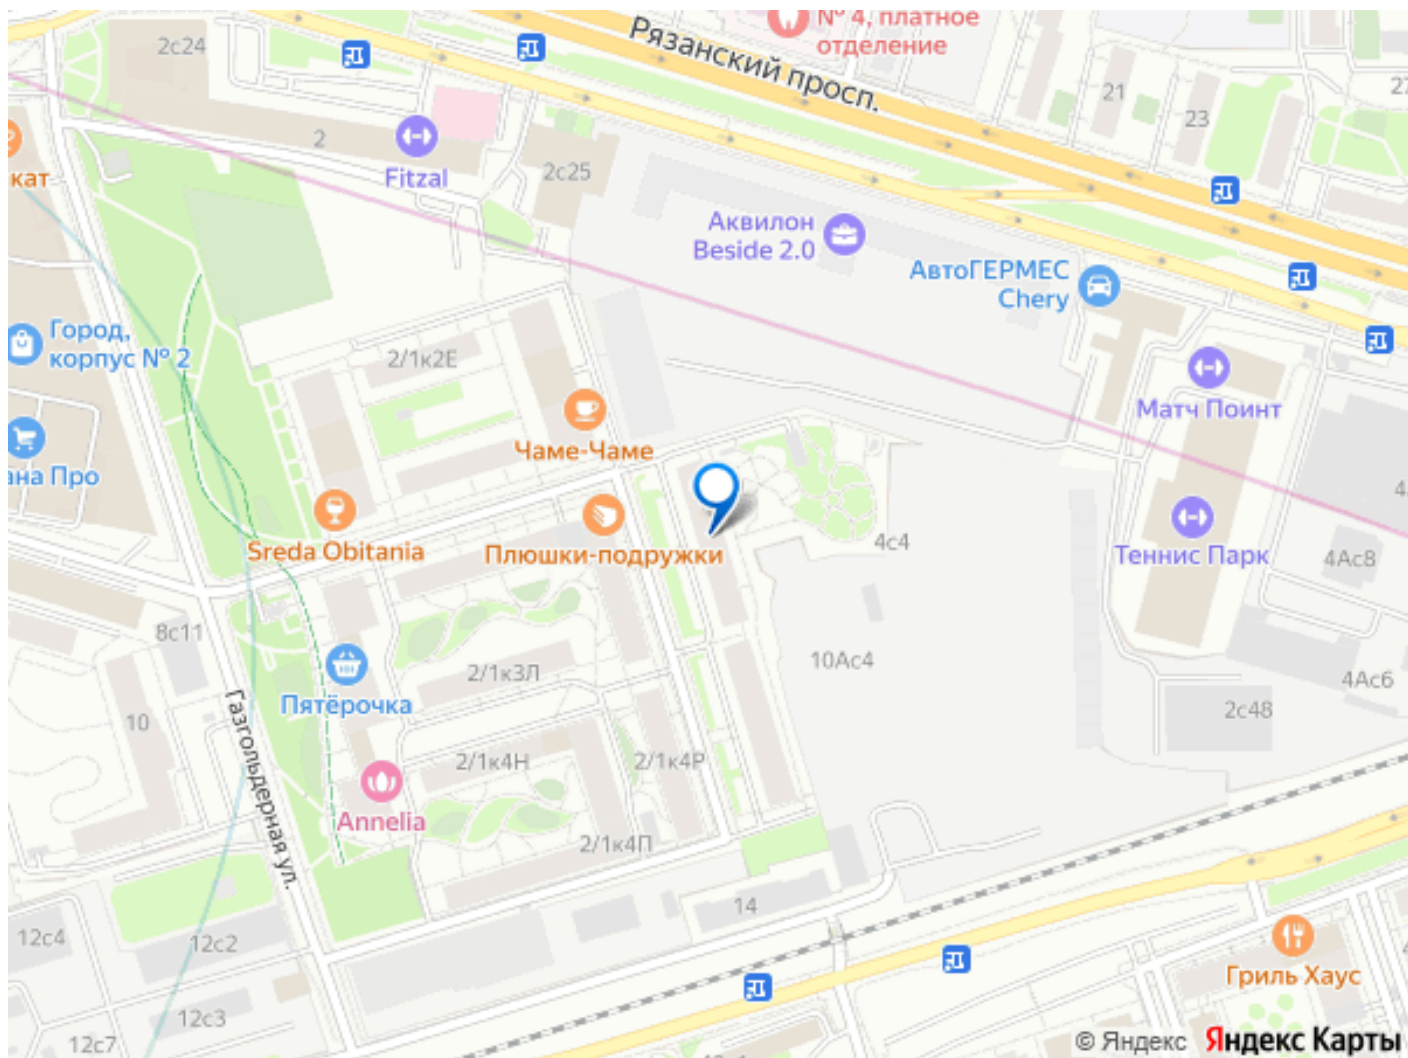 № 4, платное
отделение
Рязанский просп.
2с24
21
23
2
2с25
Fitzal
кат
Аквилон
Beside 2.0
АвтоГЕРМЕС
Chery
Город,
корпус № 2
2/1к2Е
Матч Поинт
Чаме-Чаме
ана Про
Sreda Obitania
Плюшки-подружки
4с4
Теннис Парк
4Ас8
8с11
10Ас4
2/1к3Л
4Ас6
Пятёрочка
2с48
10
Газгольдерная ул.
2/1к4Н
2/1к4Р
Annelia
2/1к4П
14
12с4
12с2
Гриль Хаус
12с3
12с7
© Яндекс Яндекс Карты